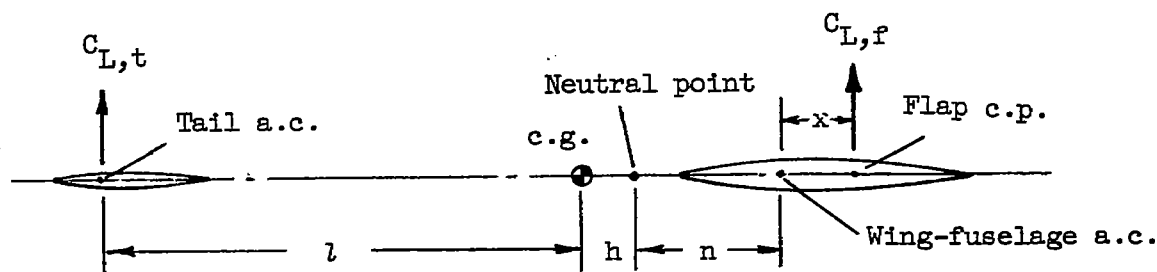 C_L,t
C_L,f
Neutral point
Tail a.c.
x
Flap c.p.
c.g.
l
h
n
Wing-fuselage a.c.